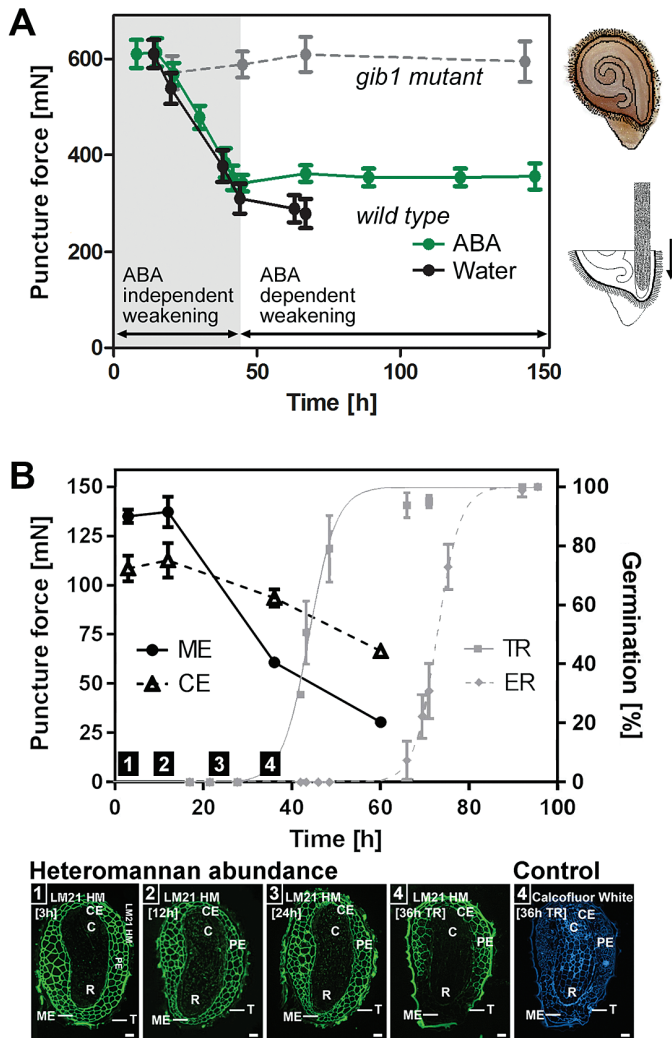 A
Puncture force [mN]
600
400
200
0
gib1 mutant
wild type
ABA
Water
ABA
independent
weakening
ABA
dependent
weakening
0
50
100
150
Time [h]
B
Puncture force [mN]
150
125
100
75
50
25
0
ME
CE
TR
ER
1
2
3
4
100
80
60
40
20
0
Germination [%]
0
20
40
60
80
100
Time [h]
Heteromannan abundance
Control
1 LM21 HM
[3h]
CE
C
LM21 HM
PE
R
ME
T
2 LM21 HM
[12h]
CE
C
PE
R
ME
T
3 LM21 HM
[24h]
CE
C
PE
R
ME
T
4 LM21 HM
[36h TR]
CE
C
PE
R
ME
T
4 Calcofluor White
[36h TR]
CE
C
PE
R
ME
T